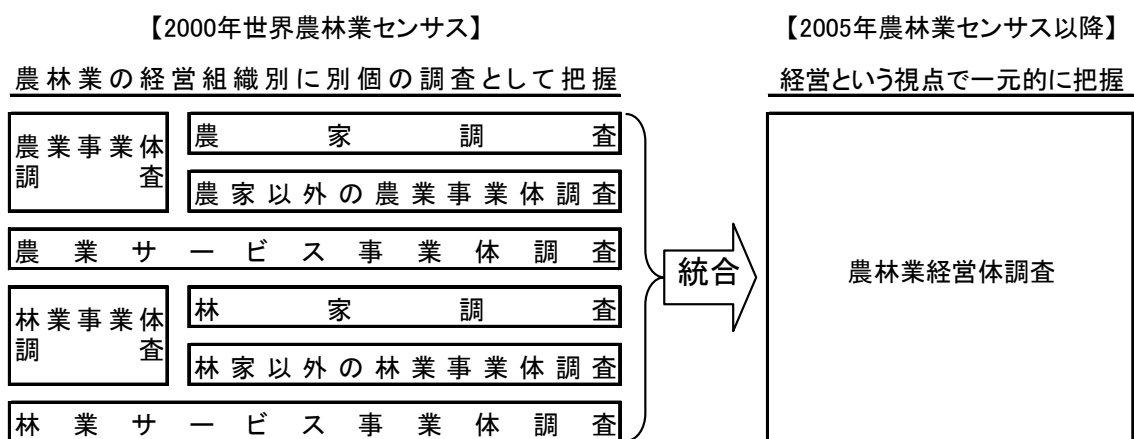 【2000年世界農林業センサス】
農林業の経営組織別に別個の調査として把握
農業事業体
調査
農家調査
農家以外の農業事業体調査
農業サービス事業体調査
林業事業体
調査
林家調査
林家以外の林業事業体調査
林業サービス事業体調査
統合
【2005年農林業センサス以降】
経営という視点で一元的に把握
農林業経営体調査